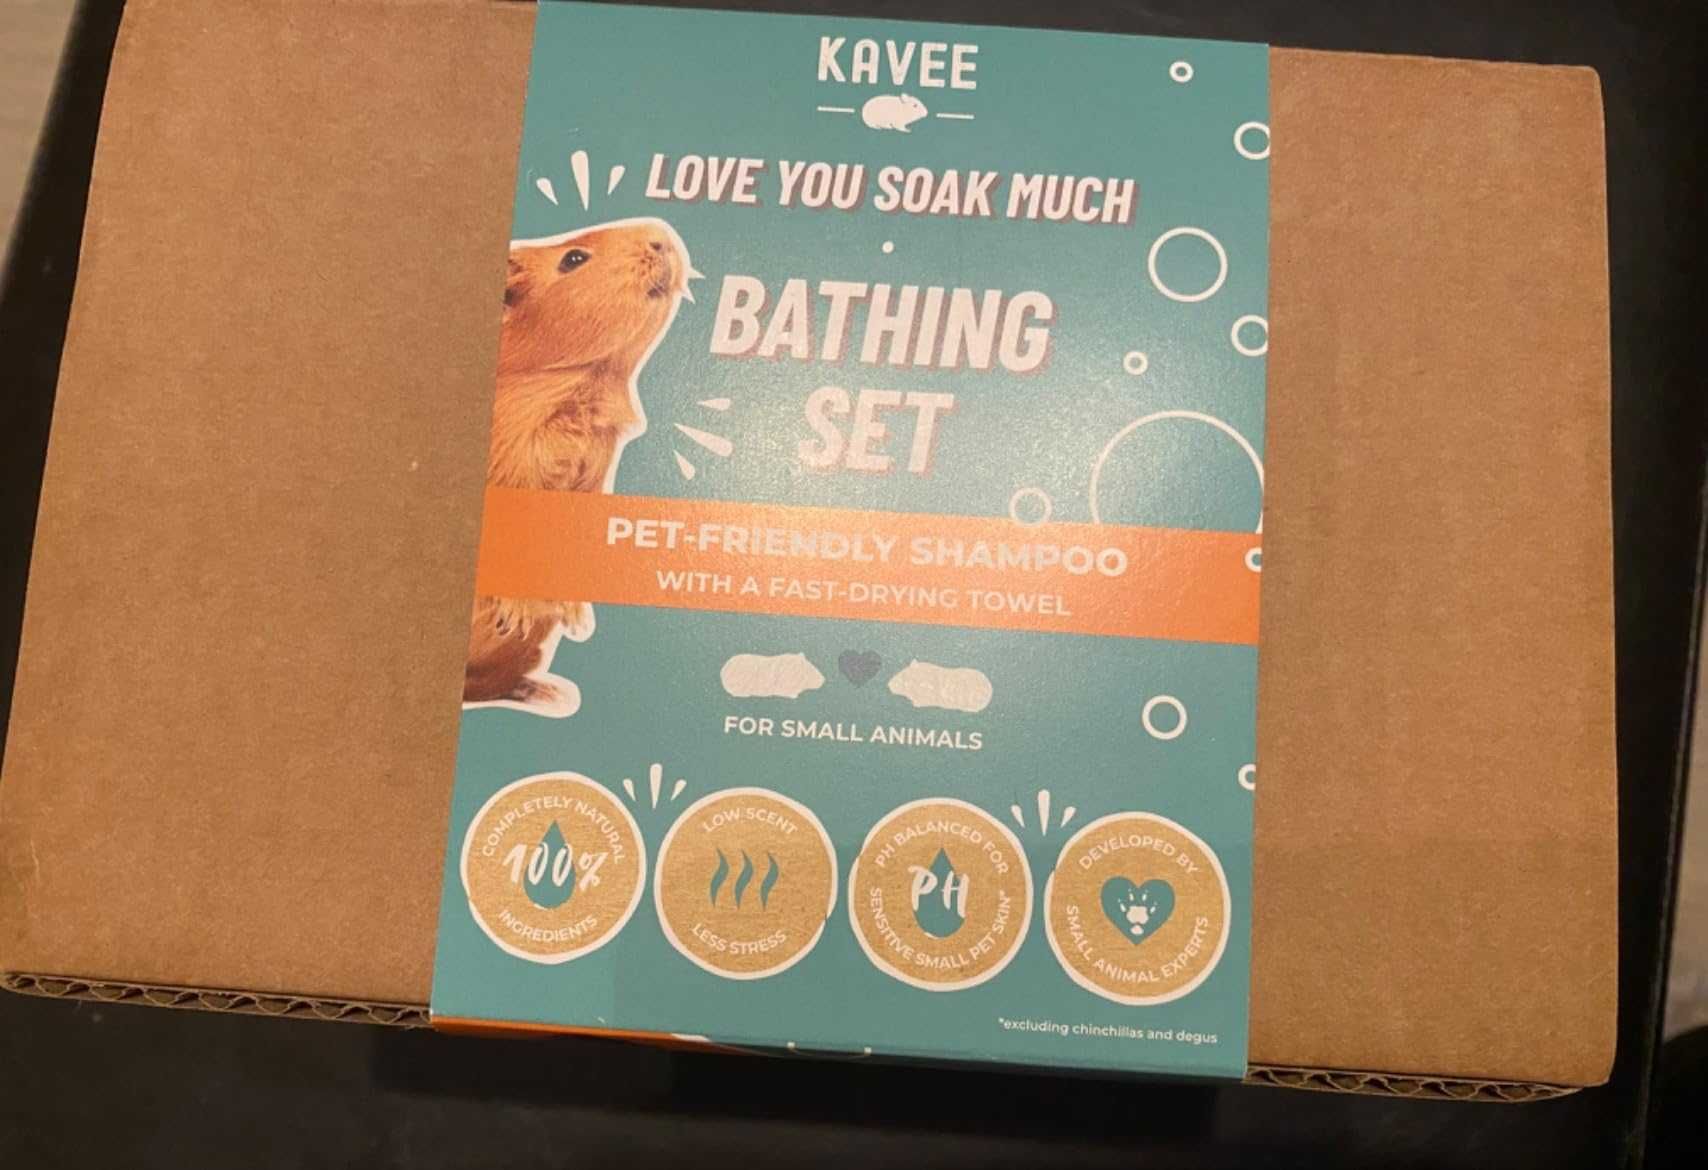 KAVEE
LOVE YOU SOAK MUCH
BATHING
SET
PET-FRIENDLY SHAMPOO
WITH A FAST-DRYING TOWEL
FOR SMALL ANIMALS
COMPLETELY NATURAL
100%
INGREDIENTS
LOW SCENT
LESS STRESS
PH BALANCED FOR
PH
SENSITIVE SMALL PET SKIN*
DEVELOPED BY
SMALL ANIMAL EXPERTS
*excluding chinchillas and degus